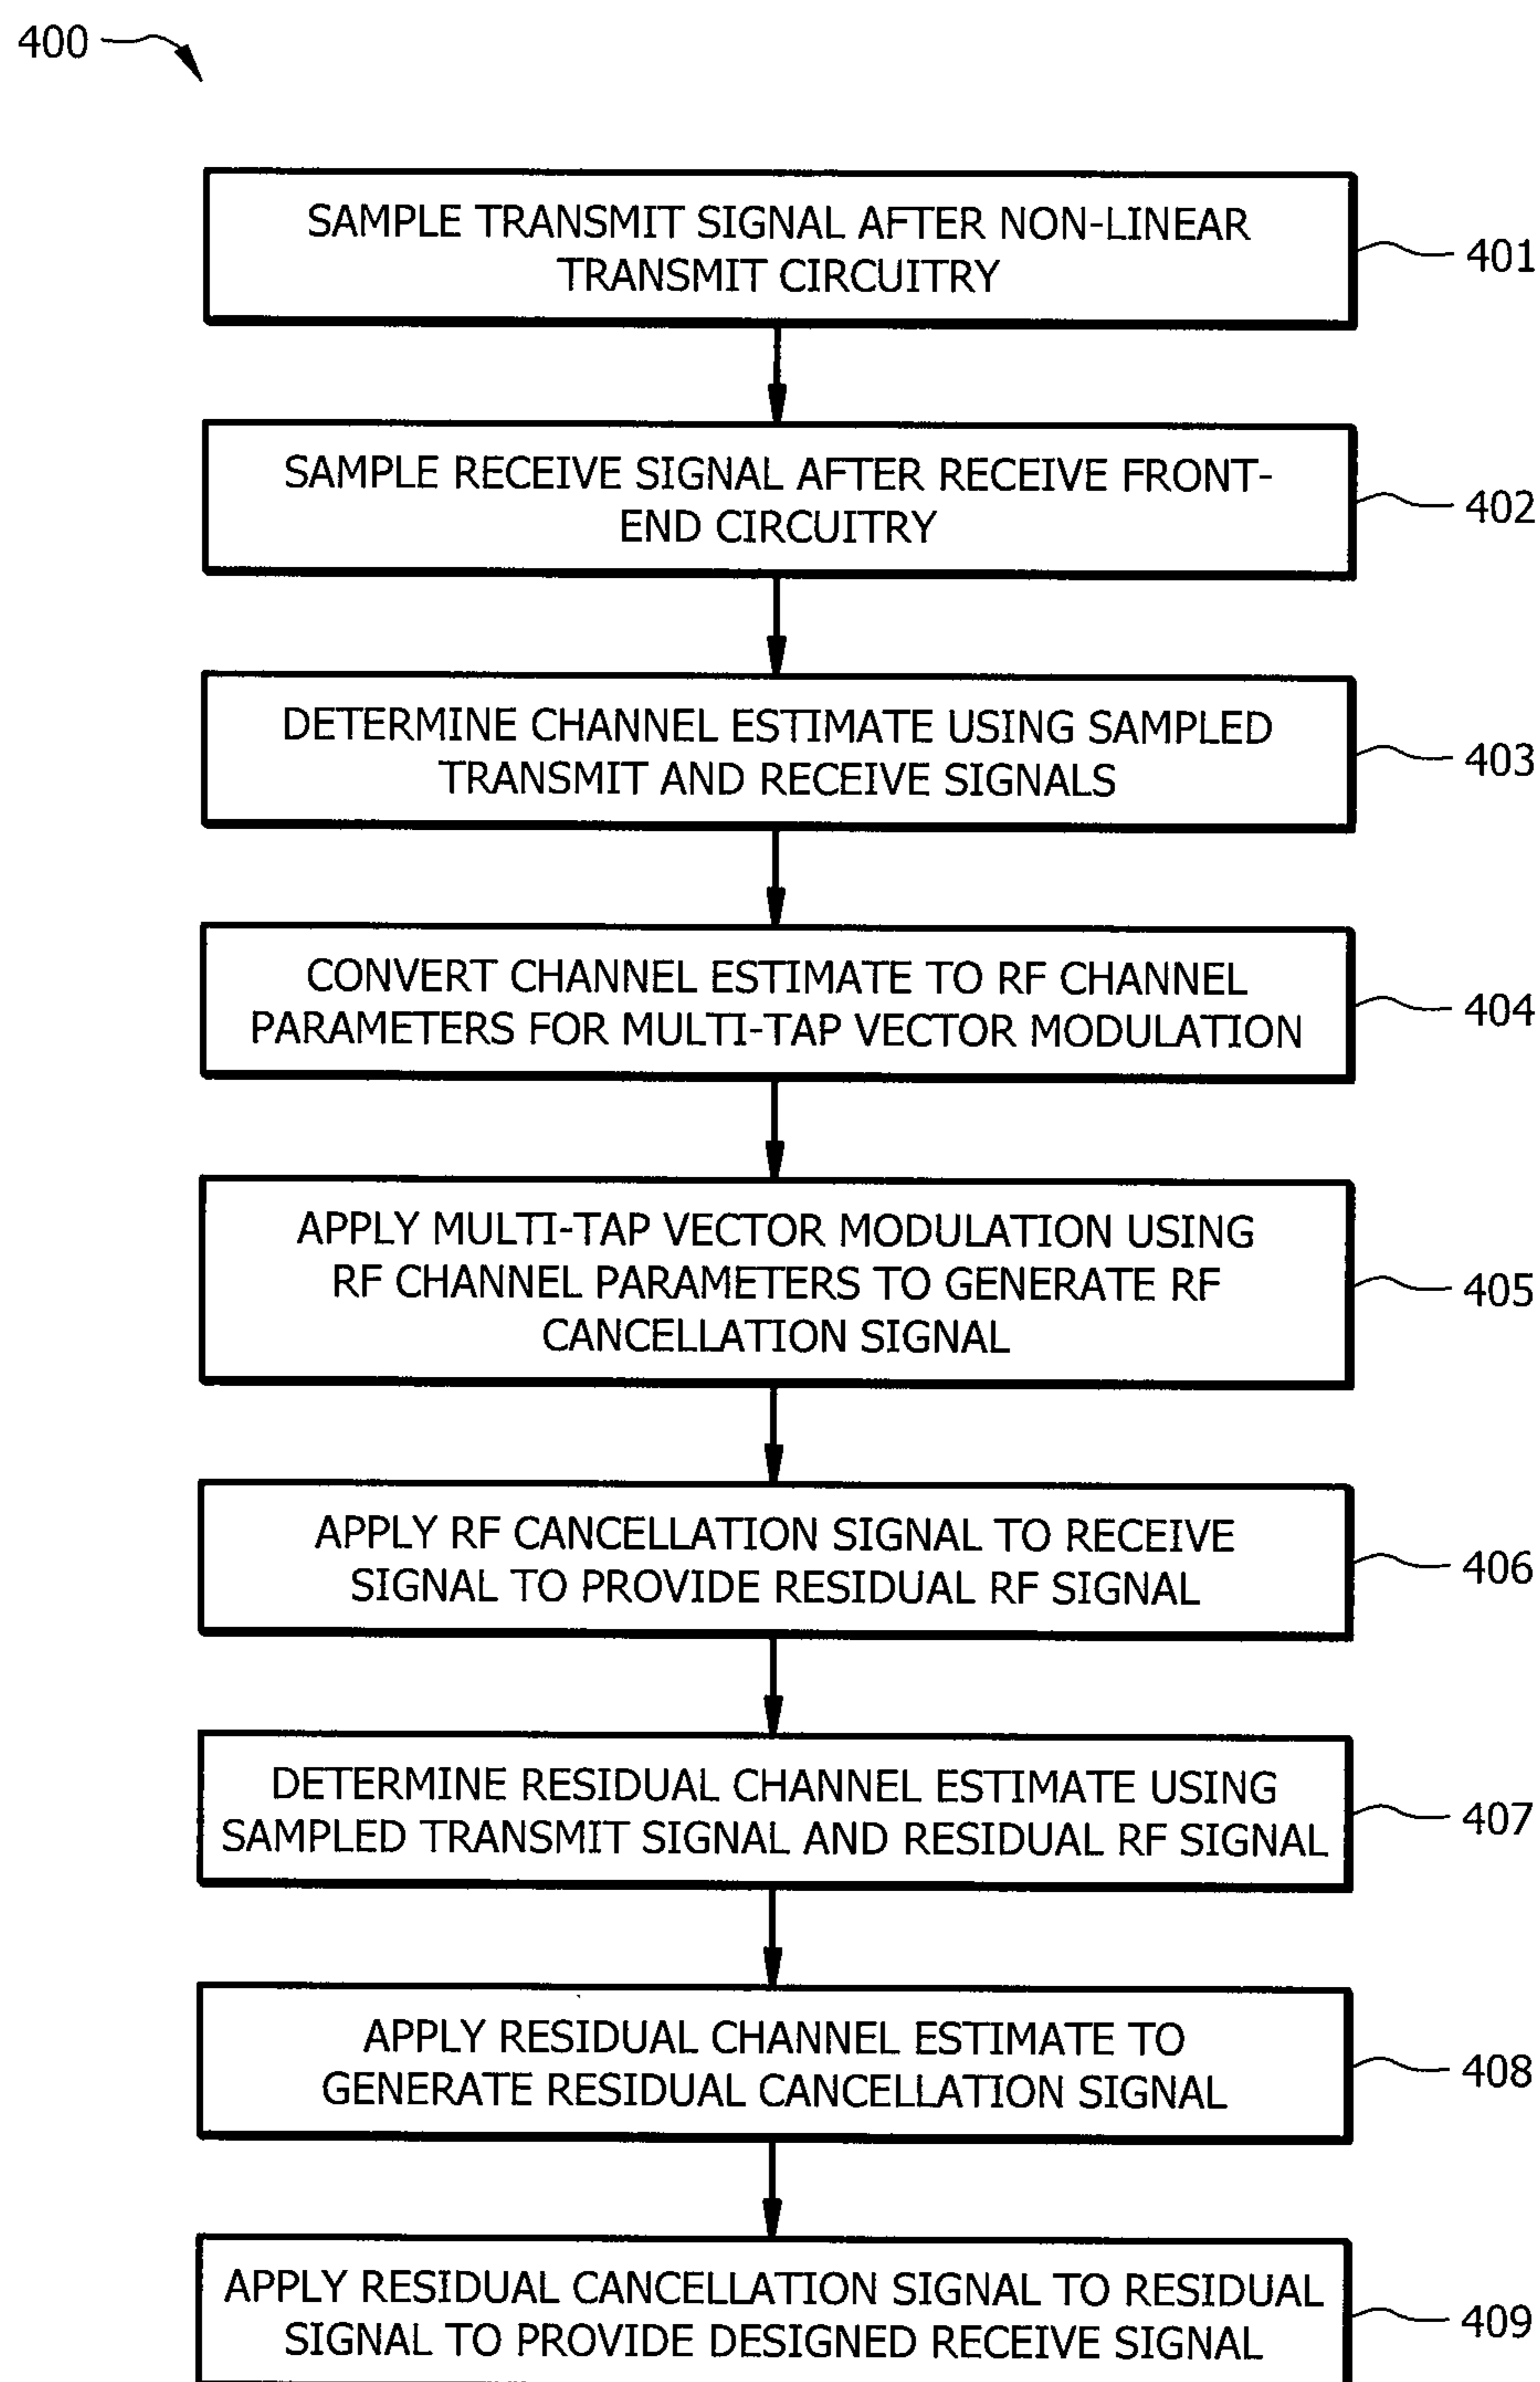 400
SAMPLE TRANSMIT SIGNAL AFTER NON-LINEAR
TRANSMIT CIRCUITRY
401
SAMPLE RECEIVE SIGNAL AFTER RECEIVE FRONT-
END CIRCUITRY
402
DETERMINE CHANNEL ESTIMATE USING SAMPLED
TRANSMIT AND RECEIVE SIGNALS
403
CONVERT CHANNEL ESTIMATE TO RF CHANNEL
PARAMETERS FOR MULTI-TAP VECTOR MODULATION
404
APPLY MULTI-TAP VECTOR MODULATION USING
RF CHANNEL PARAMETERS TO GENERATE RF
CANCELLATION SIGNAL
405
APPLY RF CANCELLATION SIGNAL TO RECEIVE
SIGNAL TO PROVIDE RESIDUAL RF SIGNAL
406
DETERMINE RESIDUAL CHANNEL ESTIMATE USING
SAMPLED TRANSMIT SIGNAL AND RESIDUAL RF SIGNAL
407
APPLY RESIDUAL CHANNEL ESTIMATE TO
GENERATE RESIDUAL CANCELLATION SIGNAL
408
APPLY RESIDUAL CANCELLATION SIGNAL TO RESIDUAL
SIGNAL TO PROVIDE DESIGNED RECEIVE SIGNAL
409